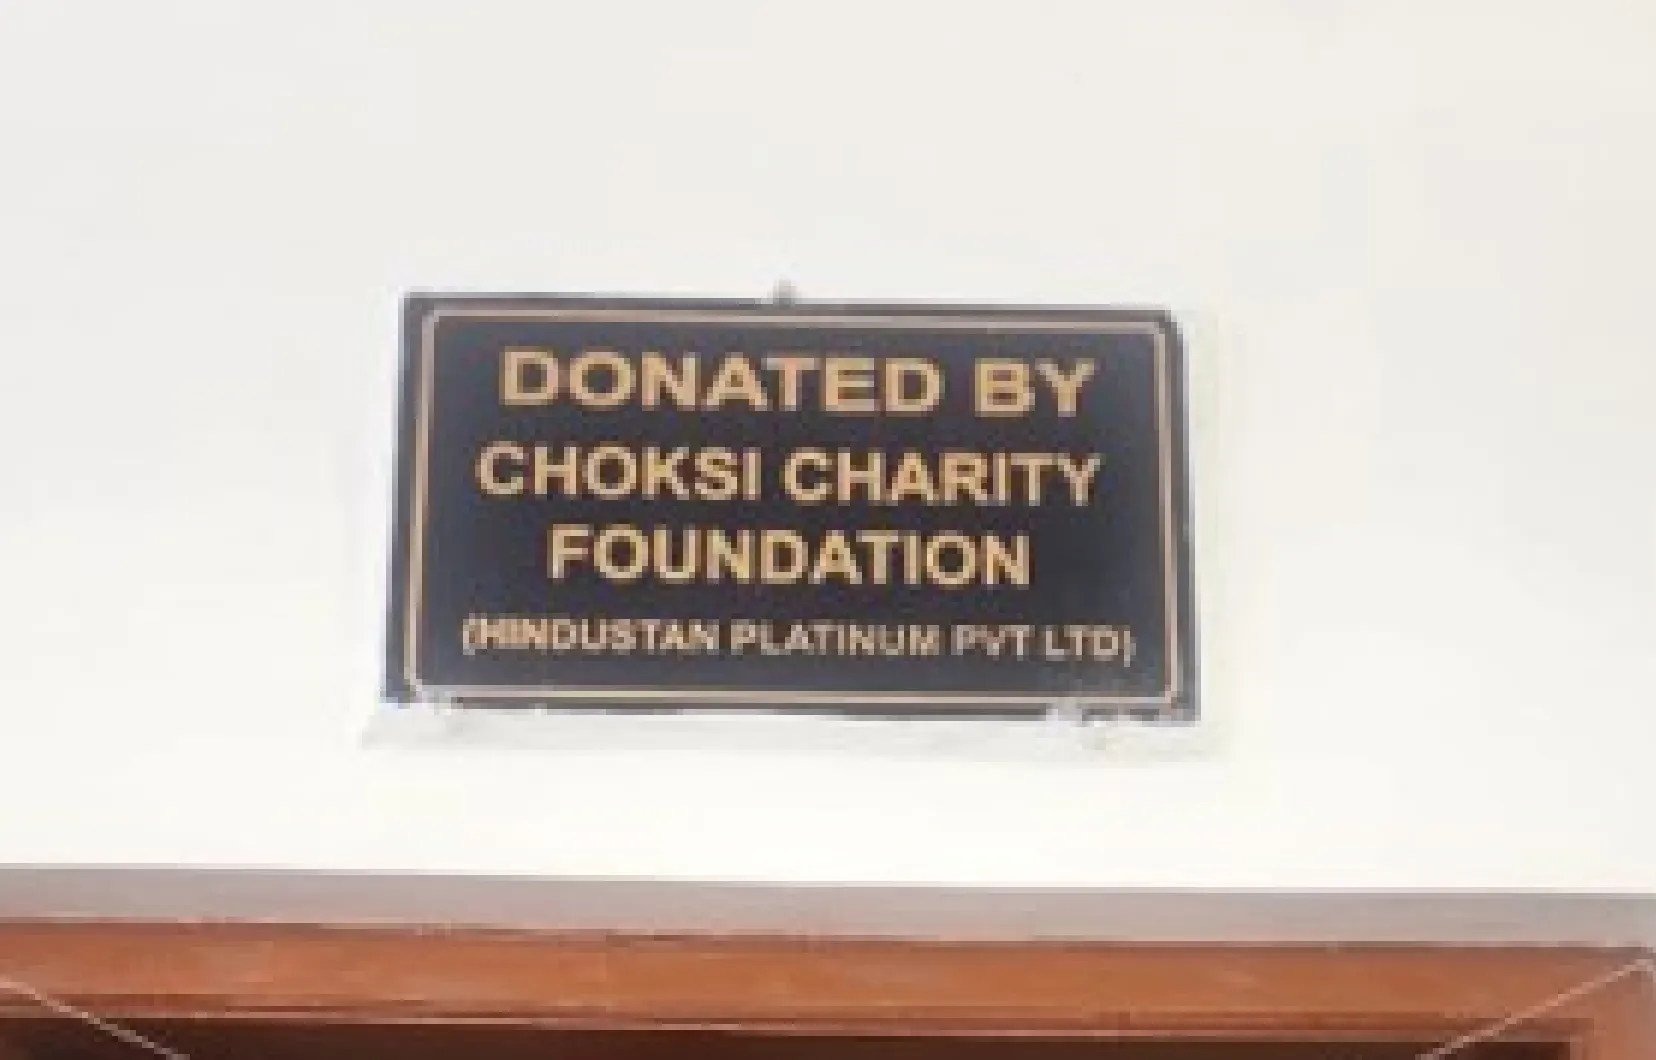 DONATED BY
CHOKSI CHARITY
FOUNDATION
(HINDUSTAN PLATINUM PVT LTD)